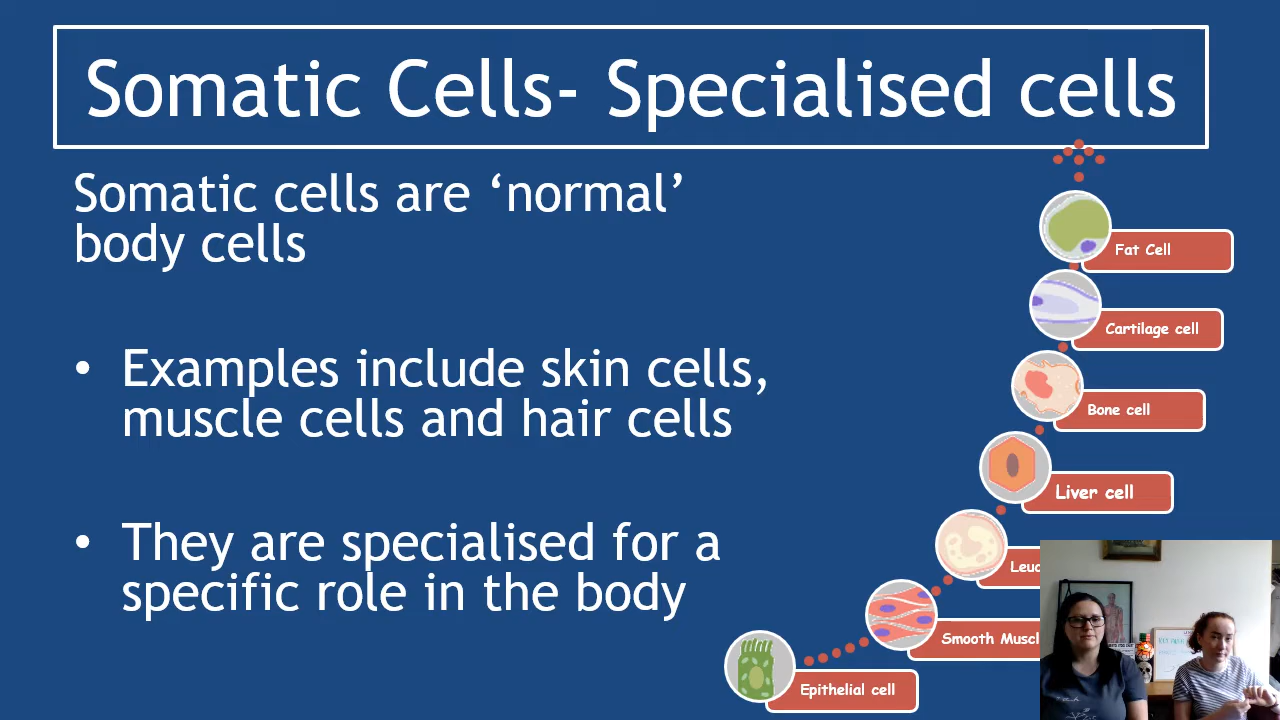 Somatic Cells- Specialised cells
Somatic cells are ‘normal’
body cells
• Examples include skin cells,
muscle cells and hair cells
• They are specialised for a
specific role in the body
Fat Cell
Cartilage cell
Bone cell
Liver cell
Leuc
Smooth Muscl
Epithelial cell